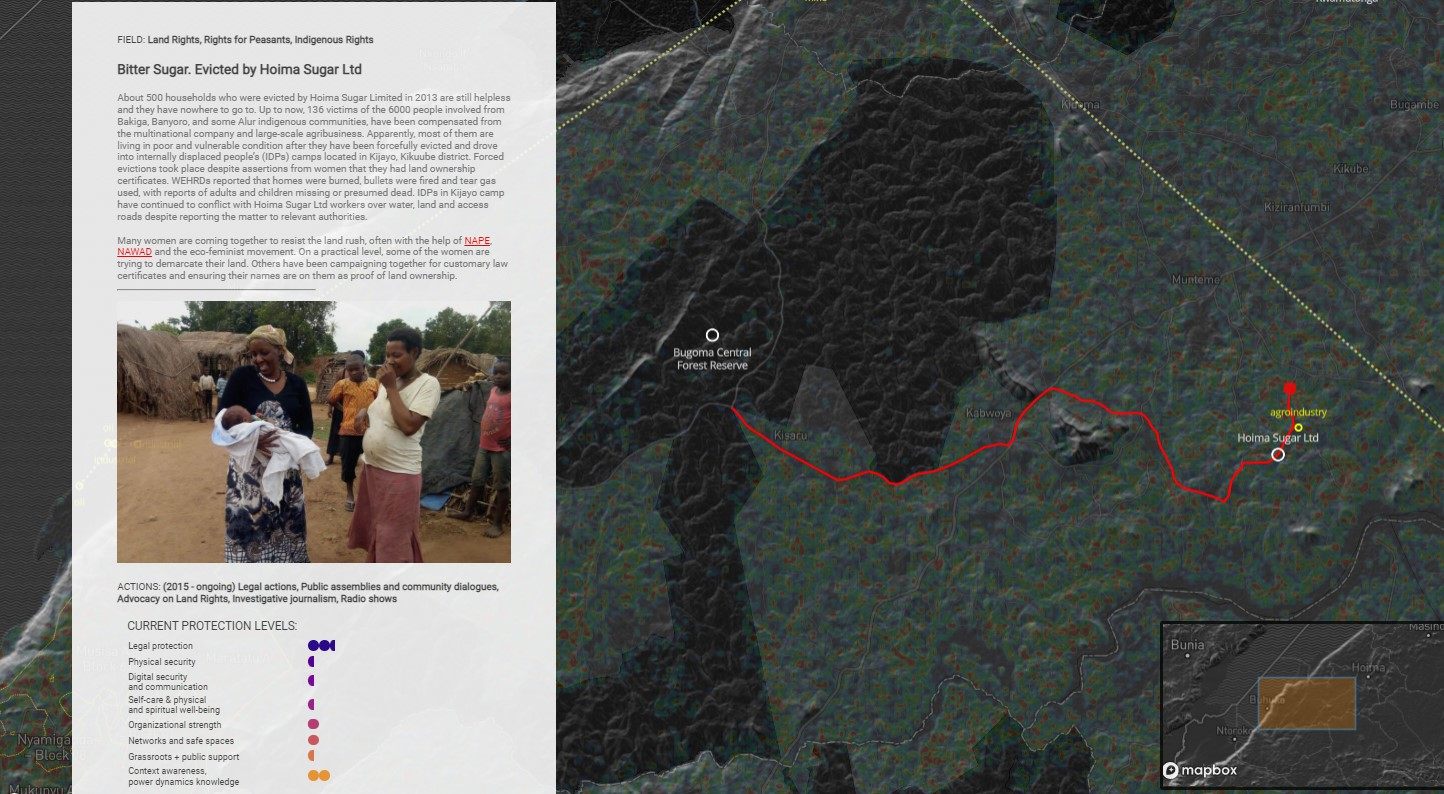 FIELD: Land Rights, Rights for Peasants, Indigenous Rights
Bitter Sugar. Evicted by Hoima Sugar Ltd
About 500 households who were evicted by Hoima Sugar Limited in 2013 are still helpless
and they have nowhere to go to. Up to now, 136 victims of the 6000 people involved from
Bakiga, Banyoro, and some Alur indigenous communities, have been compensated from
the multinational company and large-scale agribusiness. Apparently, most of them are
living in poor and vulnerable condition after they have been forcefully evicted and drove
into internally displaced people's (IDPs) camps located in Kijayo, Kikuube district. Forced
evictions took place despite assertions from women that they had land ownership
certificates. WEHRDs reported that homes were burned, bullets were fired and tear gas
used, with reports of adults and children missing or presumed dead. IDPs in Kijayo camp
have continued to conflict with Hoima Sugar Ltd workers over water, land and access
roads despite reporting the matter to relevant authorities.
Many women are coming together to resist the land rush, often with the help of NAPE,
NAWAD and the eco-feminist movement. On a practical level, some of the women are
trying to demarcate their land. Others have been campaigning together for customary law
certificates and ensuring their names are on them as proof of land ownership.
ACTIONS: (2015 - ongoing) Legal actions, Public assemblies and community dialogues,
Advocacy on Land Rights, Investigative journalism, Radio shows
CURRENT PROTECTION LEVELS:
Legal protection
Physical security
Digital security
and communication
Self-care & physical
and spiritual well-being
Organizational strength
Networks and safe spaces
Grassroots + public support
Context awareness,
power dynamics knowledge
Nyamiga
- Block
Bugambe
Kikube
Kiziranfumbi
Munteme
Bugoma Central
Forest Reserve
Kabwoya
Kisaru
agroindustry
Hoima Sugar Ltd
Bunia
Hoima
Ntoroko
mapbox